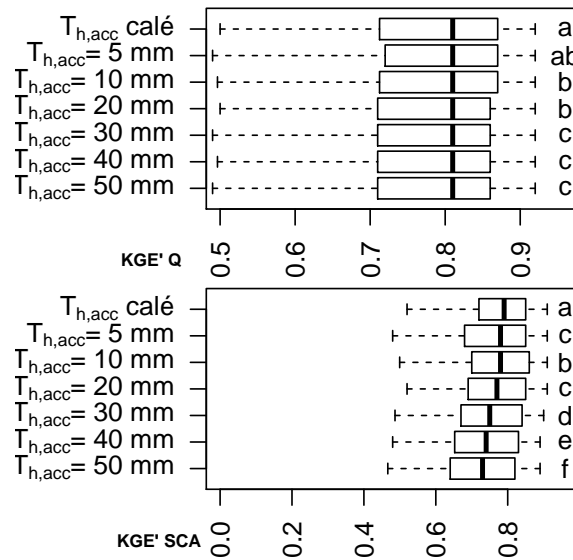 T_h,acc calé a
T_h,acc= 5 mm ab
T_h,acc= 10 mm b
T_h,acc= 20 mm b
T_h,acc= 30 mm c
T_h,acc= 40 mm c
T_h,acc= 50 mm c
0.5 0.6 0.7 0.8 0.9
KGE' Q
T_h,acc calé a
T_h,acc= 5 mm c
T_h,acc= 10 mm b
T_h,acc= 20 mm c
T_h,acc= 30 mm d
T_h,acc= 40 mm e
T_h,acc= 50 mm f
0.0 0.2 0.4 0.6 0.8
KGE' SCA